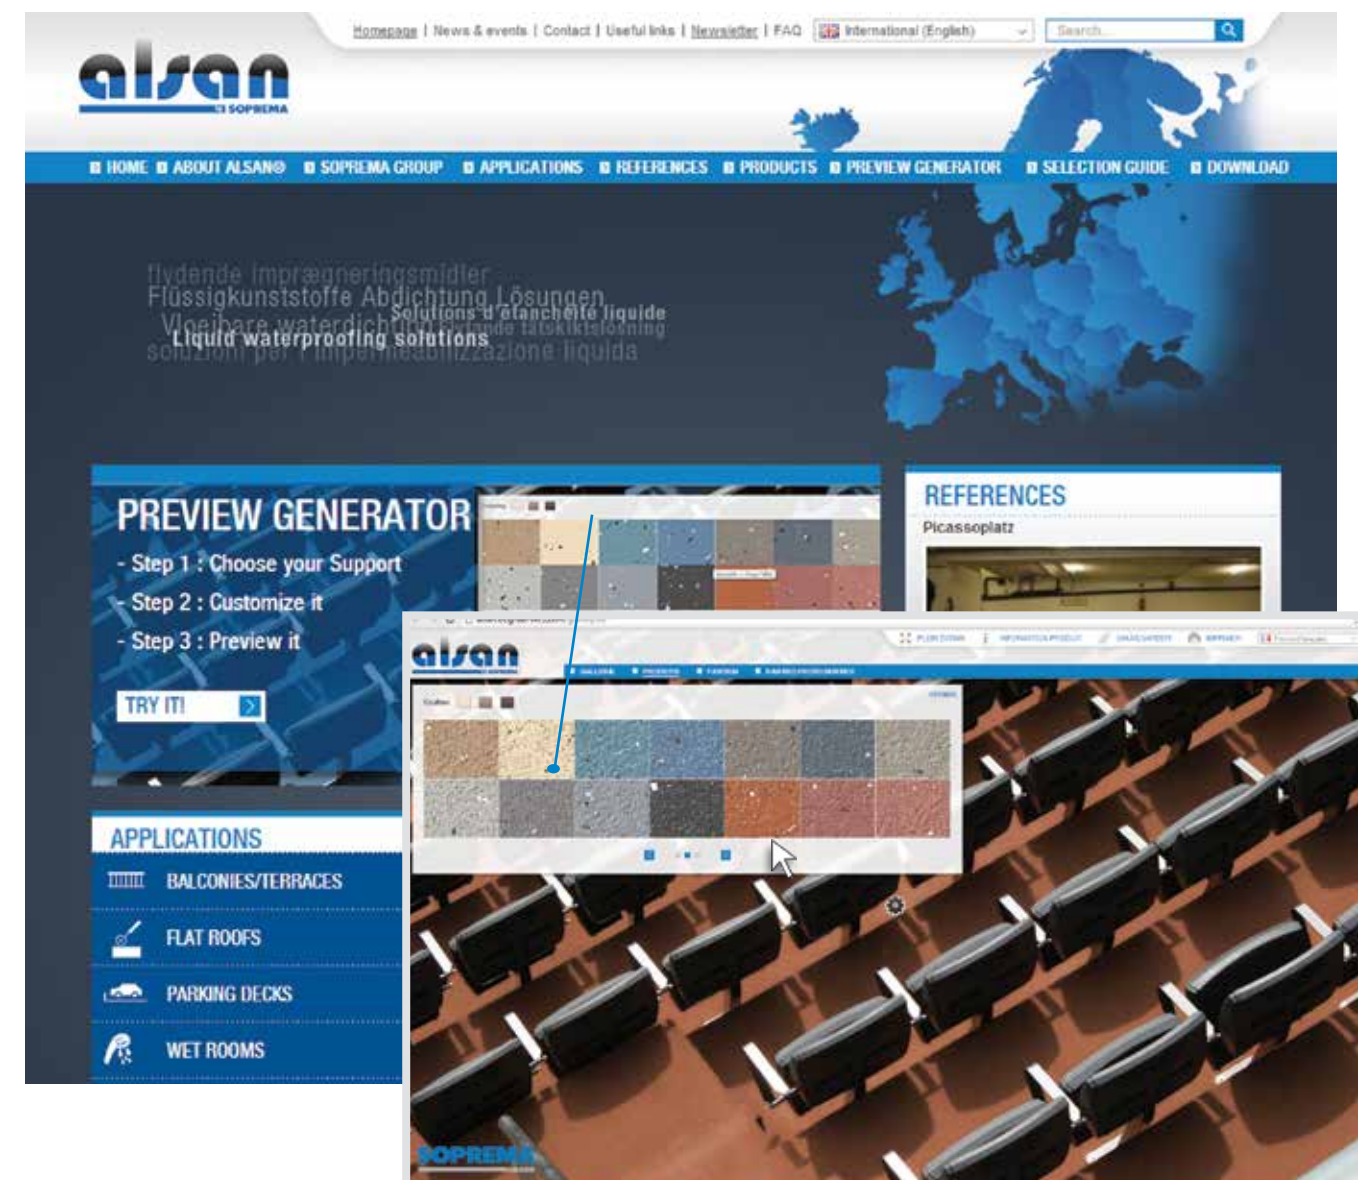 Homepage | News & events | Contact | Useful links | Newsletter | FAQ
International (English)
Search...
alsan
SOPREMA
HOME
ABOUT ALSAN®
SOPREMA GROUP
APPLICATIONS
REFERENCES
PRODUCTS
PREVIEW GENERATOR
SELECTION GUIDE
DOWNLOAD
flydende imprægneringsmidler
Flüssigkunststoffe Abdichtung Lösungen
Solutions d'étanchéité liquide
Vloeibare waterdichting
tätskiktslösning
Liquid waterproofing solutions
soluzioni per l'impermeabilizzazione liquida
PREVIEW GENERATOR
- Step 1 : Choose your Support
- Step 2 : Customize it
- Step 3 : Preview it
TRY IT!
REFERENCES
Picassoplatz
APPLICATIONS
BALCONIES/TERRACES
FLAT ROOFS
PARKING DECKS
WET ROOMS
alsan
SOPREMA